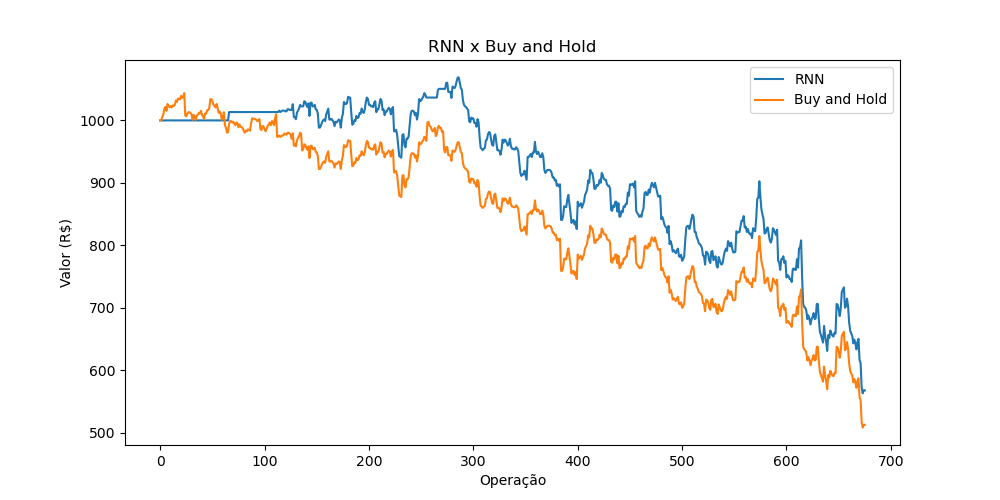 RNN x Buy and Hold
RNN
Buy and Hold
Valor (R$)
1000
900
800
700
600
500
0 100 200 300 400 500 600 700
Operação